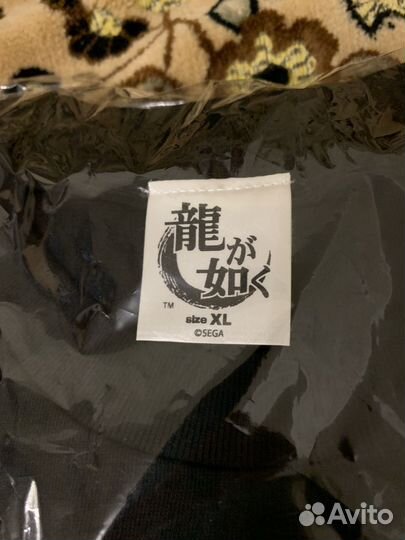 龍が
如く
TM
size XL
©SEGA
Avito